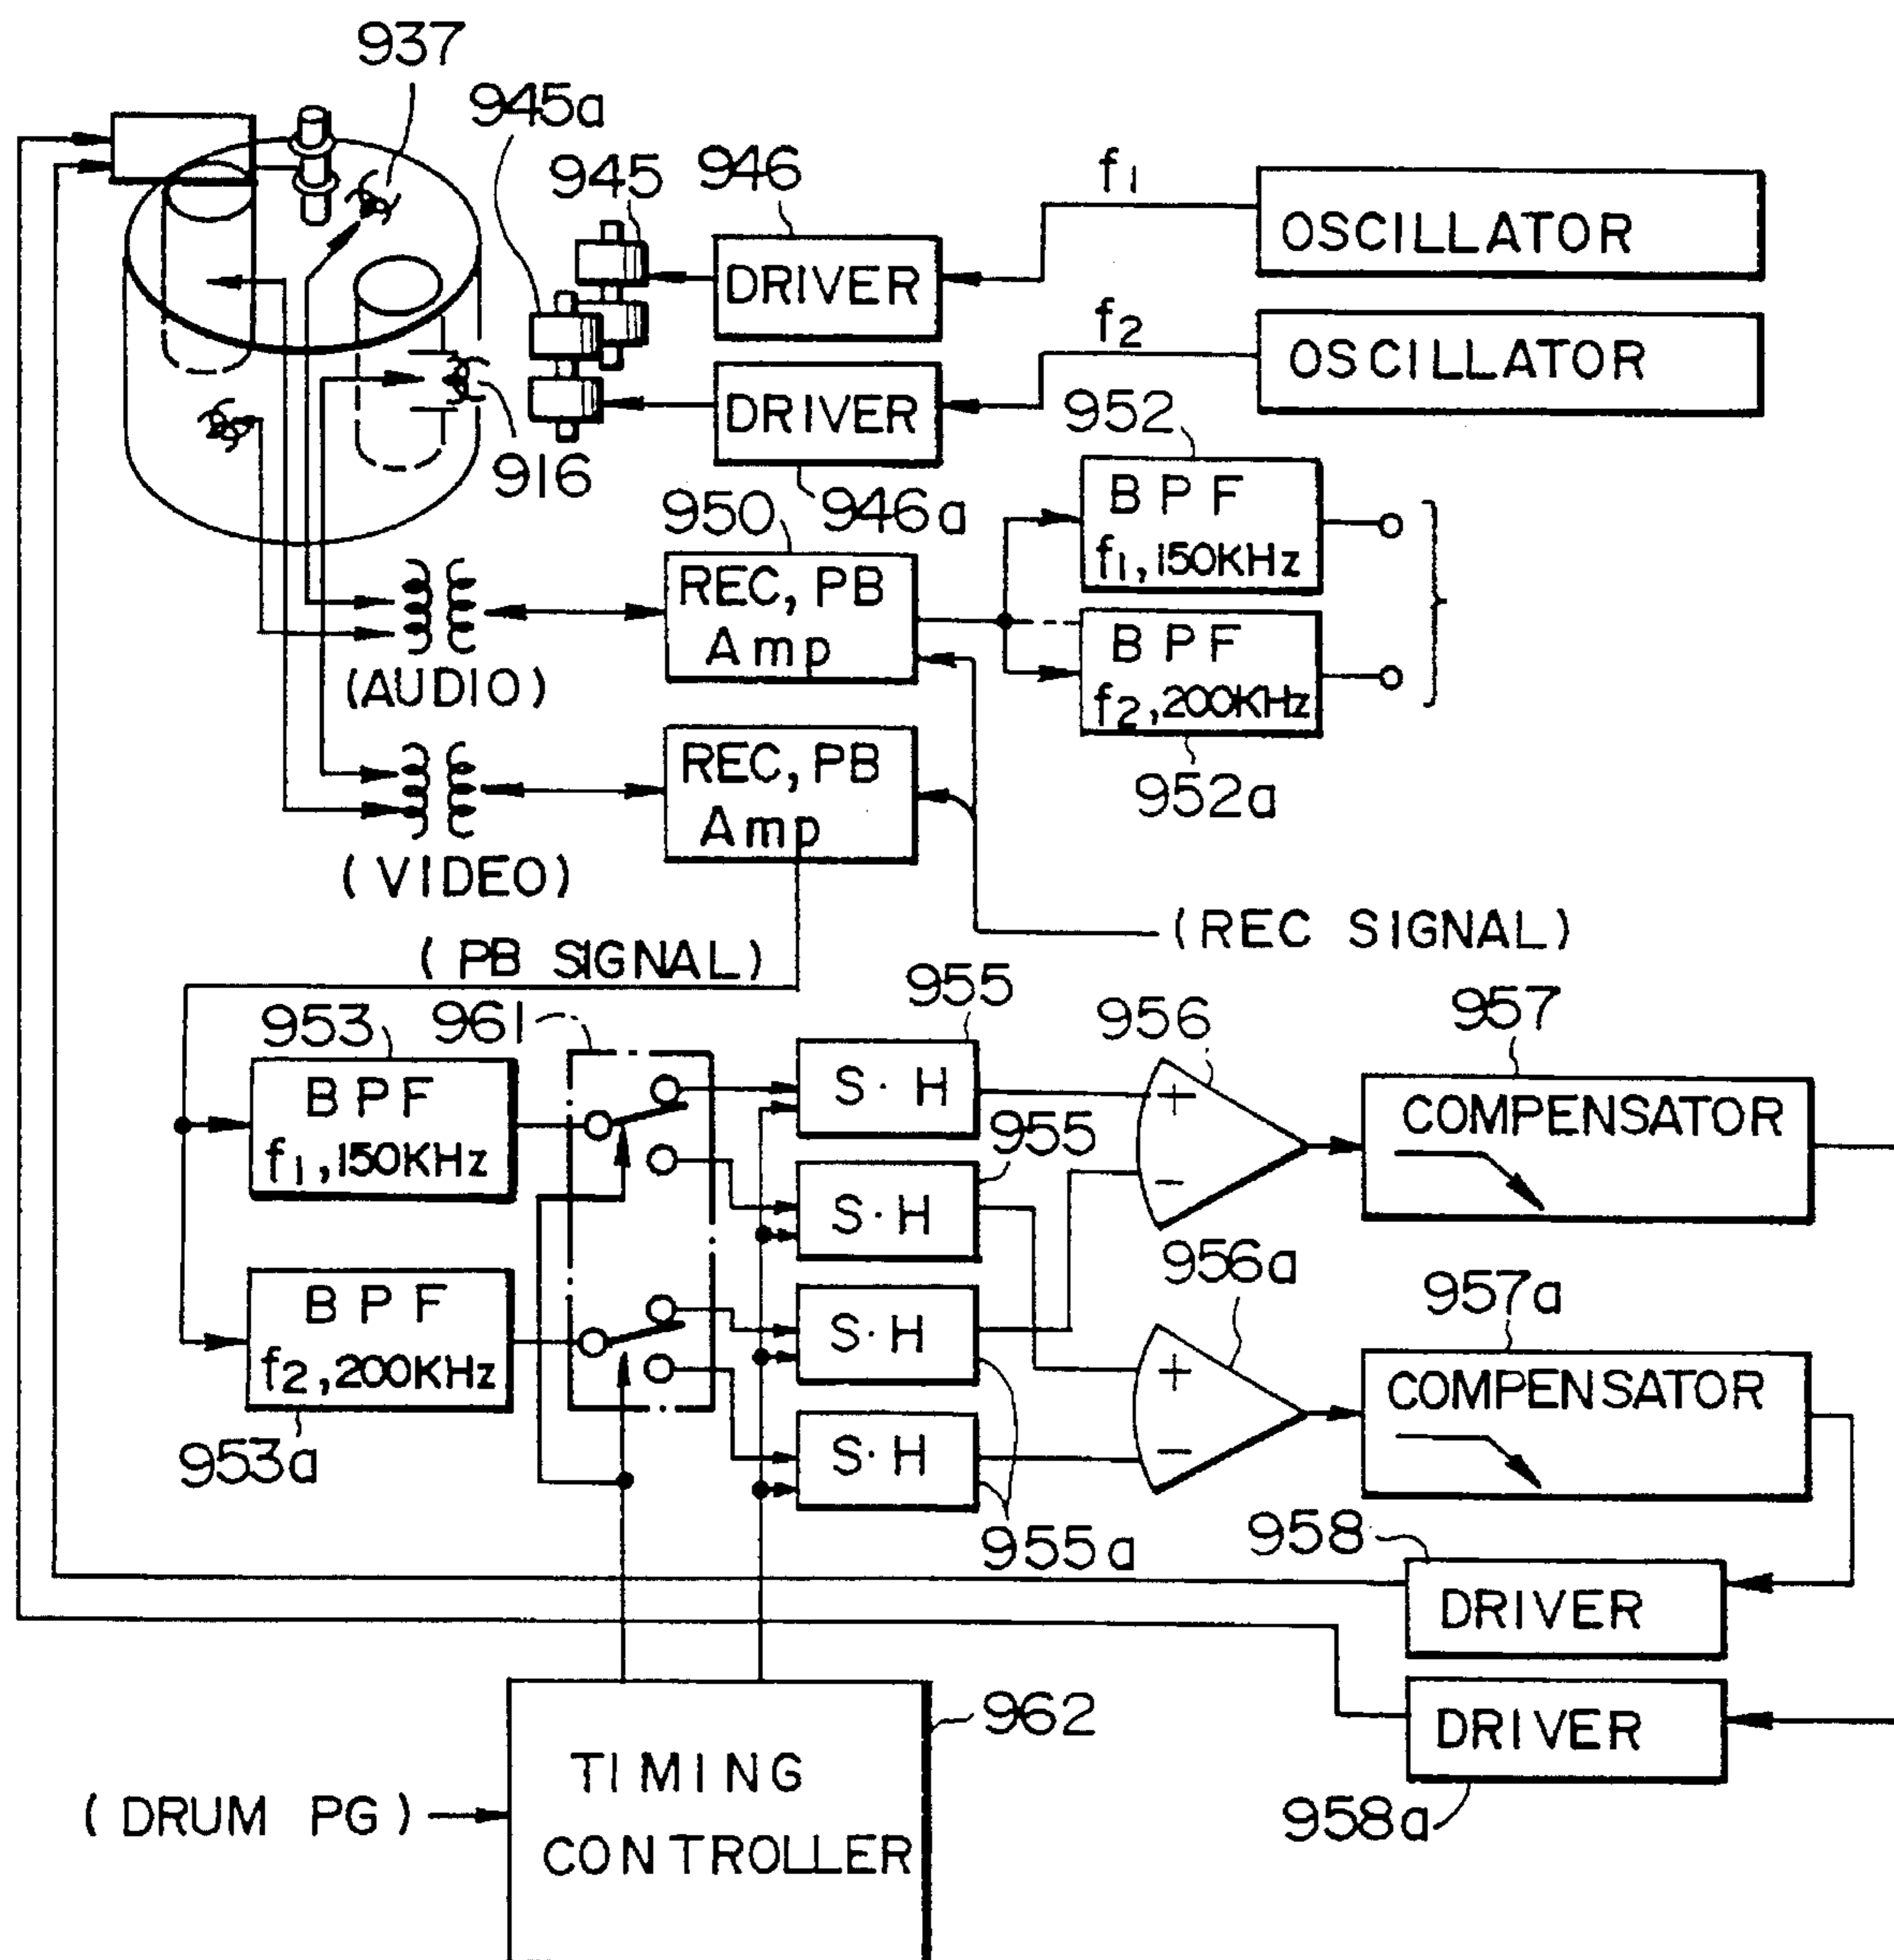 937
945a
945
946
f1
OSCILLATOR
DRIVER
f2
OSCILLATOR
DRIVER
952
916
946a
950
BPF
f1,150KHz
REC, PB
Amp
BPF
f2,200KHz
(AUDIO)
952a
REC, PB
Amp
(VIDEO)
(REC SIGNAL)
(PB SIGNAL)
955
957
953
961
956
BPF
f1,150KHz
S·H
COMPENSATOR
955
S·H
956a
957a
BPF
f2,200KHz
S·H
COMPENSATOR
953a
S·H
955a
958
DRIVER
962
DRIVER
TIMING
CONTROLLER
(DRUM PG)
958a
+
−
+
−